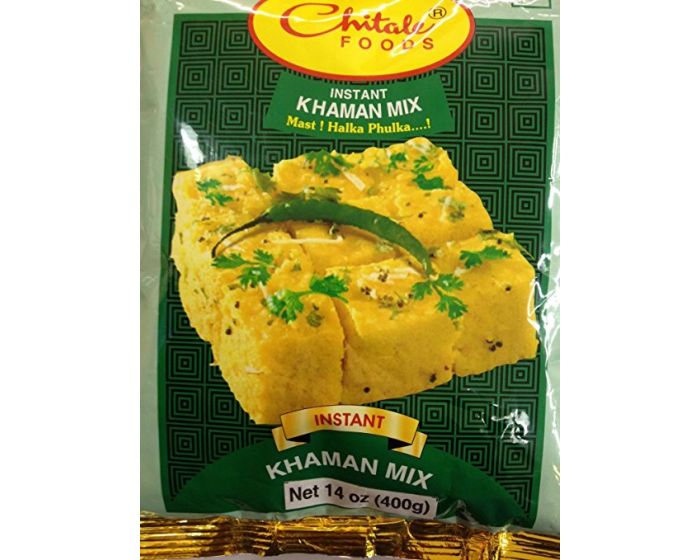 Chitale®
FOODS
INSTANT
KHAMAN MIX
Mast ! Halka Phulka....!
INSTANT
KHAMAN MIX
Net 14 oz (400g)